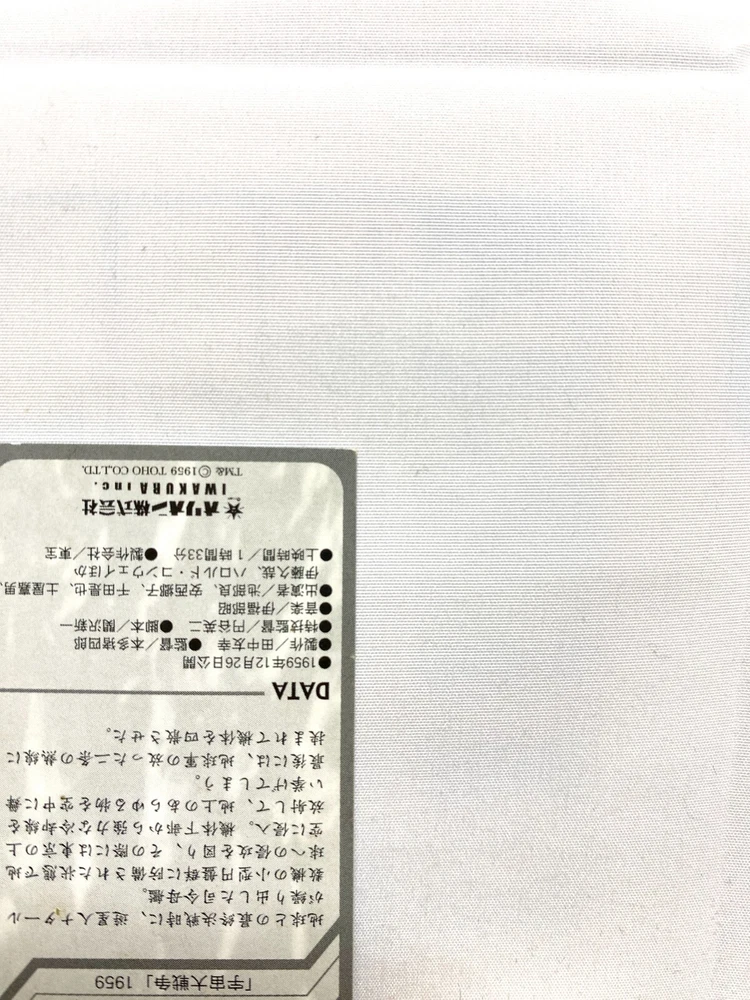 「宇宙大戦争」1959
地球との最終決戦時に、遊星人ナタール
が繰り出した司令母艦。
数機の小型円盤群に防備された状態で地
球への侵攻を図り、その際には東京の上
空に侵入。機体下部から強力な冷却線を
放射して、地上のあらゆる物を空中に舞
い挙げてしまう。
最後には、地球軍の放った二条の熱線に
挟まれて機体を四散させた。
DATA
●1959年12月26日公開
●製作／田中友幸 ●監督／本多猪四郎
●特技監督／円谷英二 ●脚本／関沢新一
●音楽／伊福部昭
●出演者／池部良、安西郷子、千田是也、土屋嘉男,
伊藤久哉、ハロルド・コンウェイほか
●上映時間／1時間33分 ●製作会社／東宝
オリオン株式会社
IWAKURA inc.
TM&©1959 TOHO CO.,LTD.